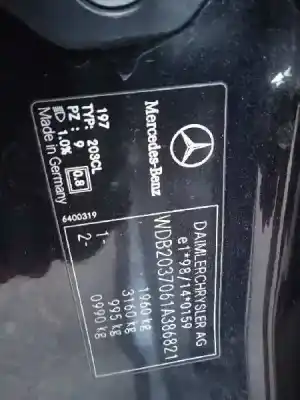 DAIMLERCHRYSLER AG
e1*98/14*0159
WDB2037061A386821
1960 kg
3160 kg
1- 995 kg
2- 0990 kg
Mercedes-Benz
197
TYP: 203CL
PZ : 9
1.0% 0.8
Made in Germany
6400319